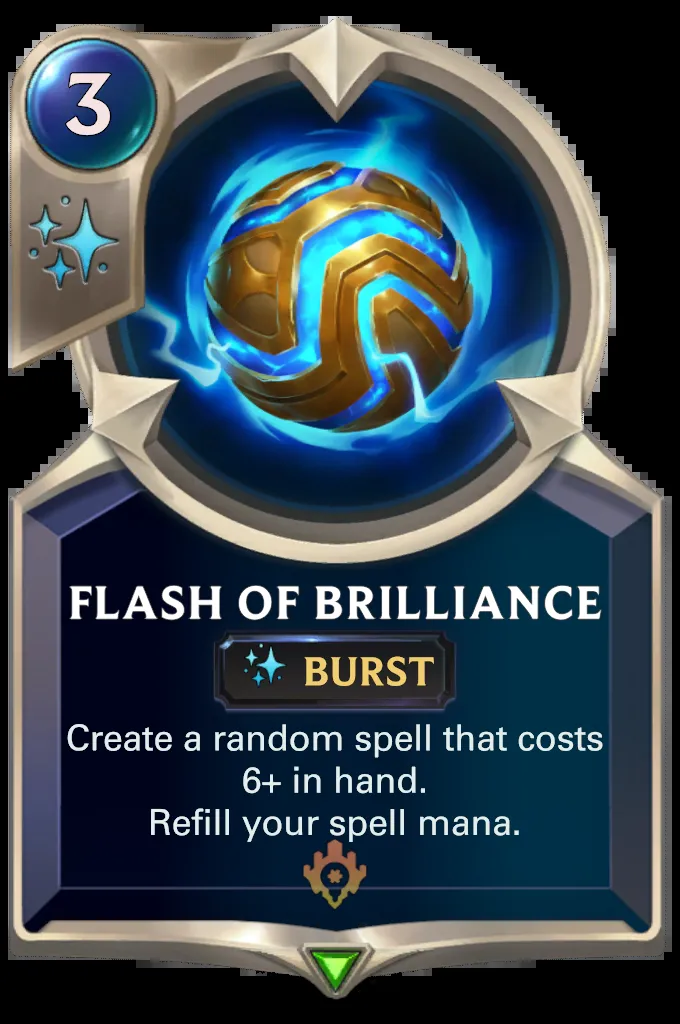 3
FLASH OF BRILLIANCE
BURST
Create a random spell that costs
6+ in hand.
Refill your spell mana.